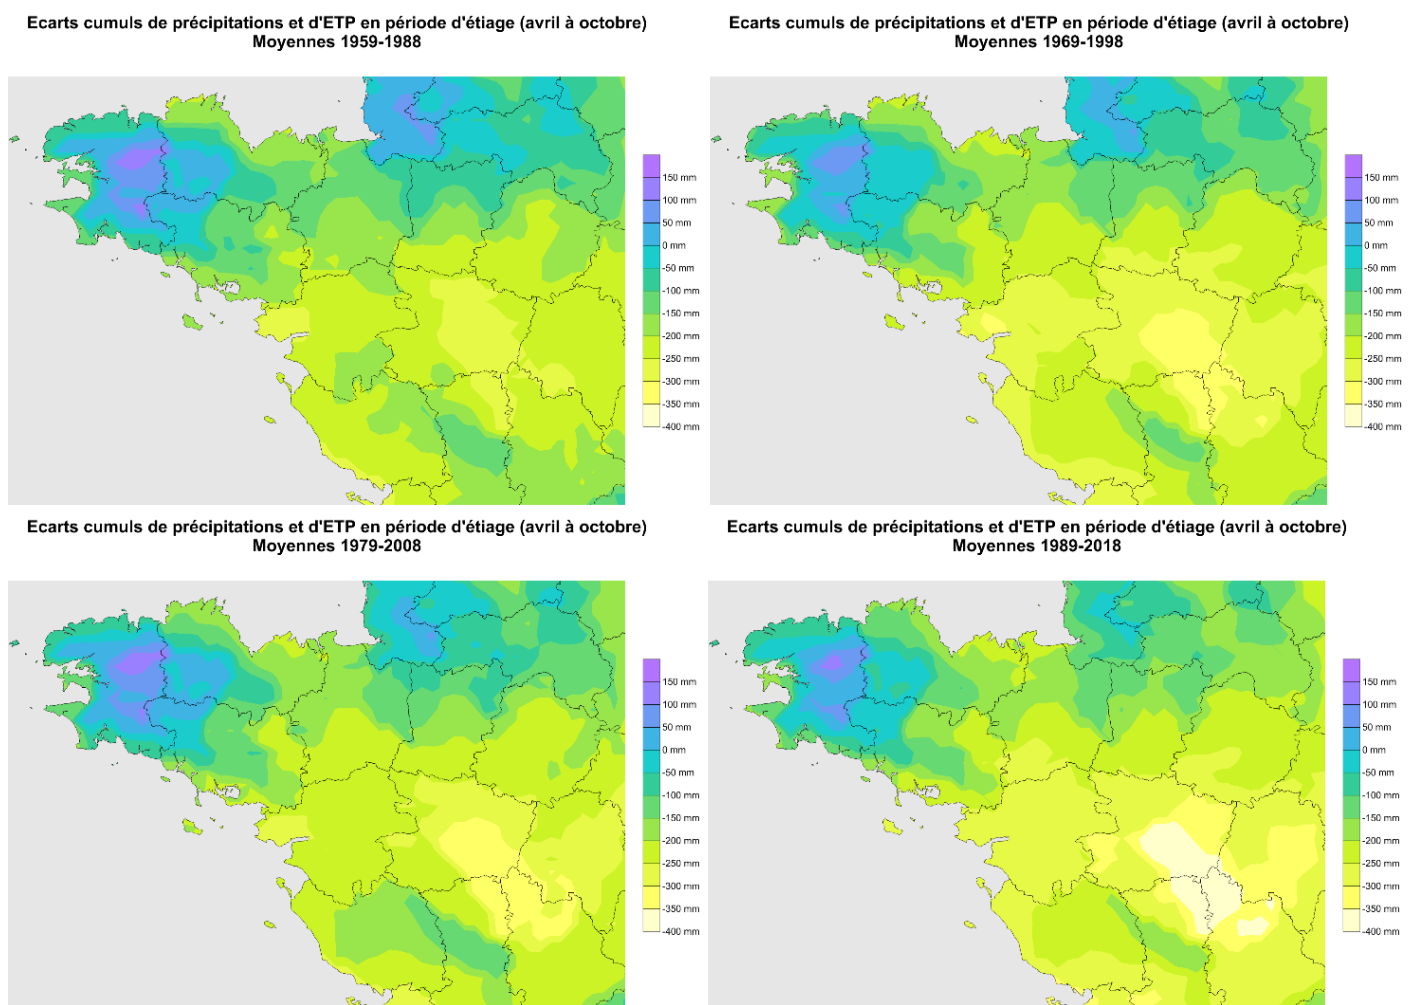 Ecarts cumuls de précipitations et d'ETP en période d'étiage (avril à octobre)
Moyennes 1959-1988
150 mm
100 mm
50 mm
0 mm
-50 mm
-100 mm
-150 mm
-200 mm
-250 mm
-300 mm
-350 mm
-400 mm
Ecarts cumuls de précipitations et d'ETP en période d'étiage (avril à octobre)
Moyennes 1969-1998
150 mm
100 mm
50 mm
0 mm
-50 mm
-100 mm
-150 mm
-200 mm
-250 mm
-300 mm
-350 mm
-400 mm
Ecarts cumuls de précipitations et d'ETP en période d'étiage (avril à octobre)
Moyennes 1979-2008
150 mm
100 mm
50 mm
0 mm
-50 mm
-100 mm
-150 mm
-200 mm
-250 mm
-300 mm
-350 mm
-400 mm
Ecarts cumuls de précipitations et d'ETP en période d'étiage (avril à octobre)
Moyennes 1989-2018
150 mm
100 mm
50 mm
0 mm
-50 mm
-100 mm
-150 mm
-200 mm
-250 mm
-300 mm
-350 mm
-400 mm